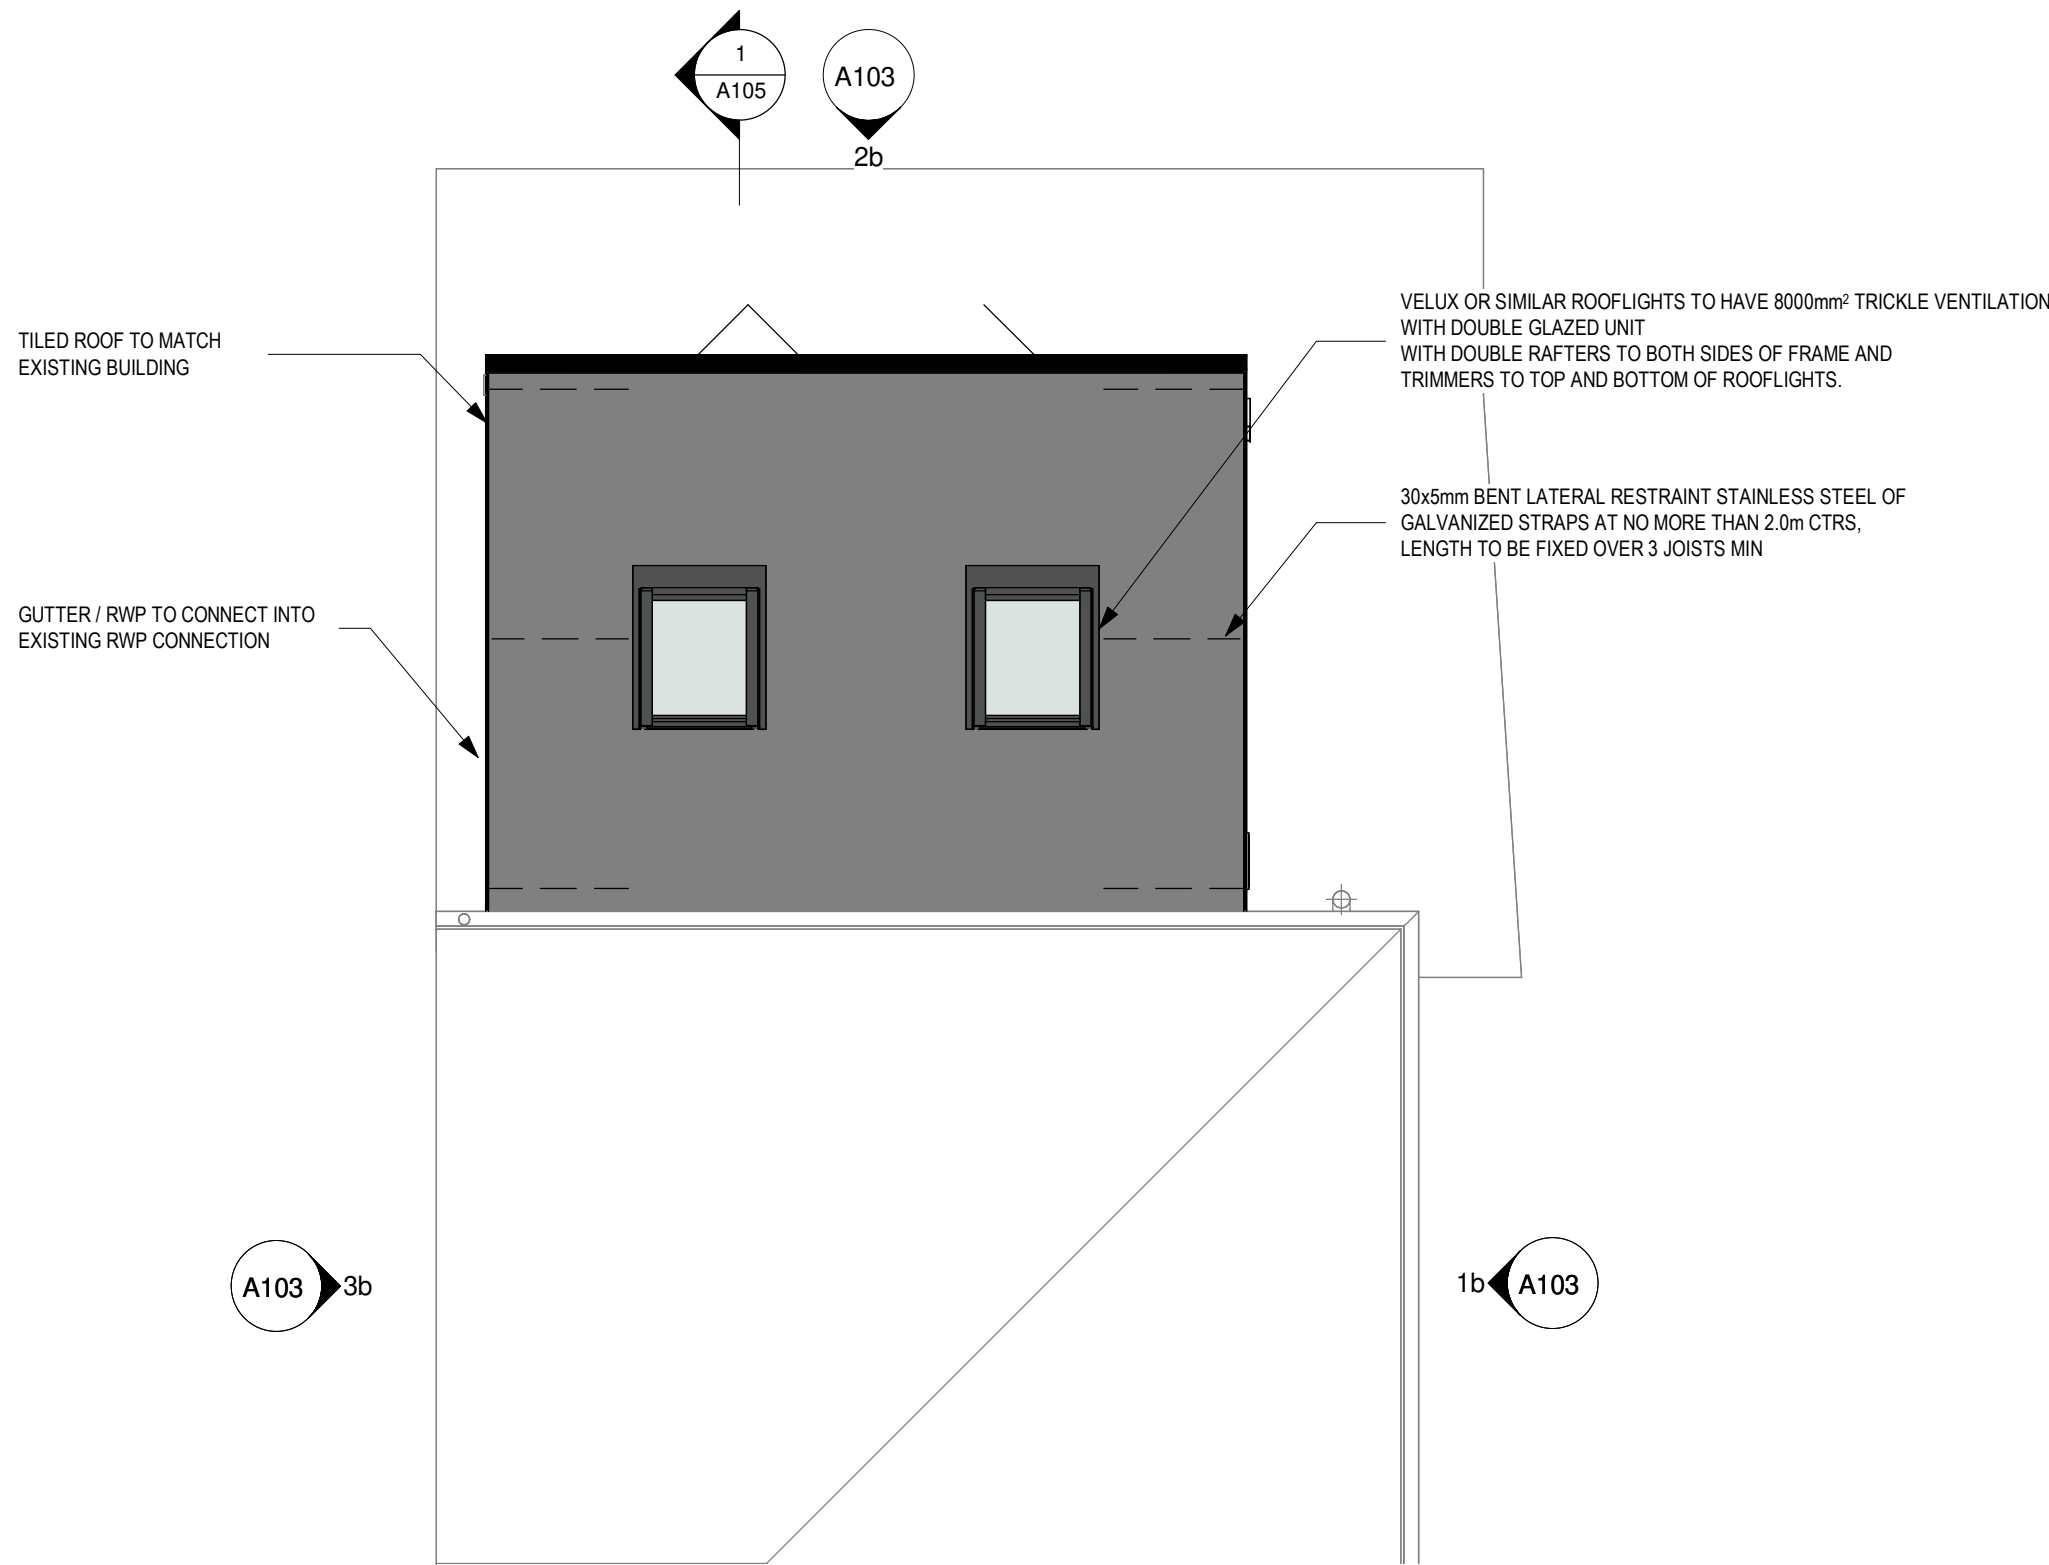 1
A105
A103
2b
TILED ROOF TO MATCH
EXISTING BUILDING
VELUX OR SIMILAR ROOFLIGHTS TO HAVE 8000mm² TRICKLE VENTILATION
WITH DOUBLE GLAZED UNIT
WITH DOUBLE RAFTERS TO BOTH SIDES OF FRAME AND
TRIMMERS TO TOP AND BOTTOM OF ROOFLIGHTS.
30x5mm BENT LATERAL RESTRAINT STAINLESS STEEL OF
GALVANIZED STRAPS AT NO MORE THAN 2.0m CTRS,
LENGTH TO BE FIXED OVER 3 JOISTS MIN
GUTTER / RWP TO CONNECT INTO
EXISTING RWP CONNECTION
A103 3b
1b A103